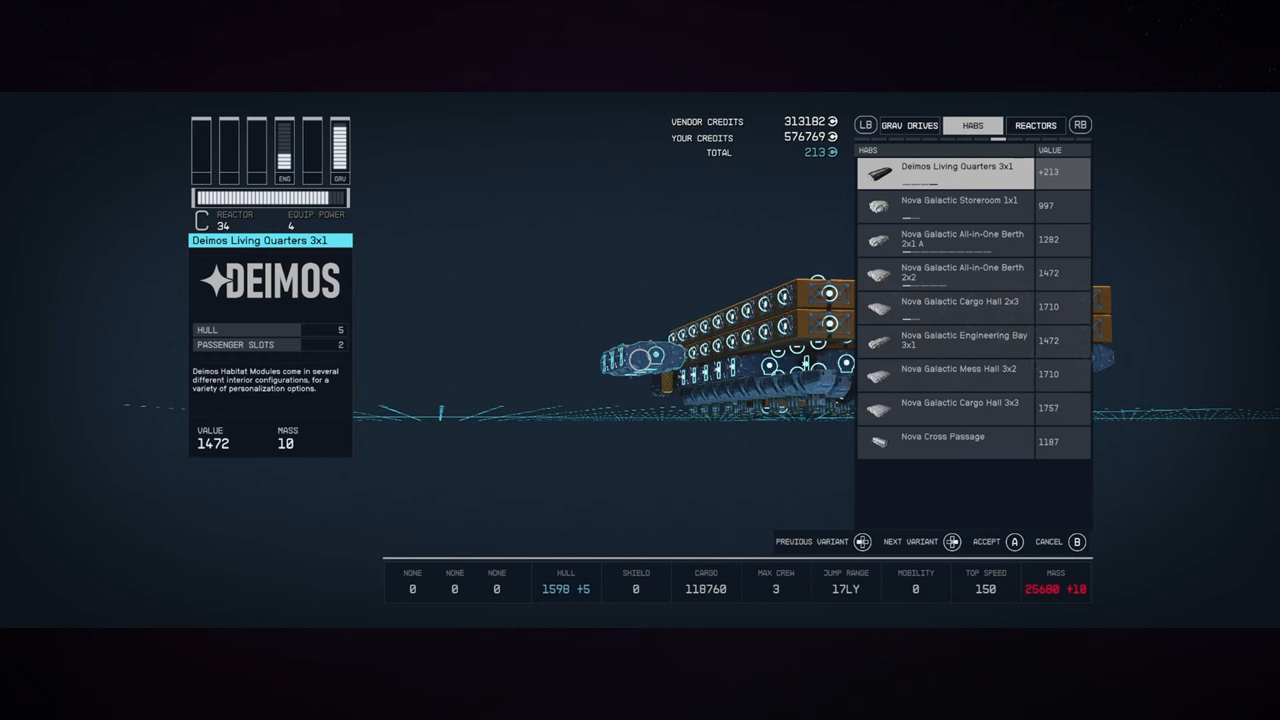 VENDOR CREDITS 313182
YOUR CREDITS 576769
TOTAL 213
LB GRAV DRIVES HABS REACTORS RB
HABS VALUE
Deimos Living Quarters 3x1 +213
Nova Galactic Storeroom 1x1 997
Nova Galactic All-in-One Berth
2x1 A 1282
Nova Galactic All-in-One Berth
2x2 1472
Nova Galactic Cargo Hall 2x3 1710
Nova Galactic Engineering Bay
3x1 1472
Nova Galactic Mess Hall 3x2 1710
Nova Galactic Cargo Hall 3x3 1757
Nova Cross Passage 1187
ENG GRV
C REACTOR EQUIP POWER
34 4
Deimos Living Quarters 3x1
DEIMOS
HULL 5
PASSENGER SLOTS 2
Deimos Habitat Modules come in several
different interior configurations, for a
variety of personalization options.
VALUE MASS
1472 10
PREVIOUS VARIANT NEXT VARIANT ACCEPT A CANCEL B
NONE NONE NONE HULL SHIELD CARGO MAX CREW JUMP RANGE MOBILITY TOP SPEED MASS
0 0 0 1598 +5 0 118760 3 17LY 0 150 25680 +10